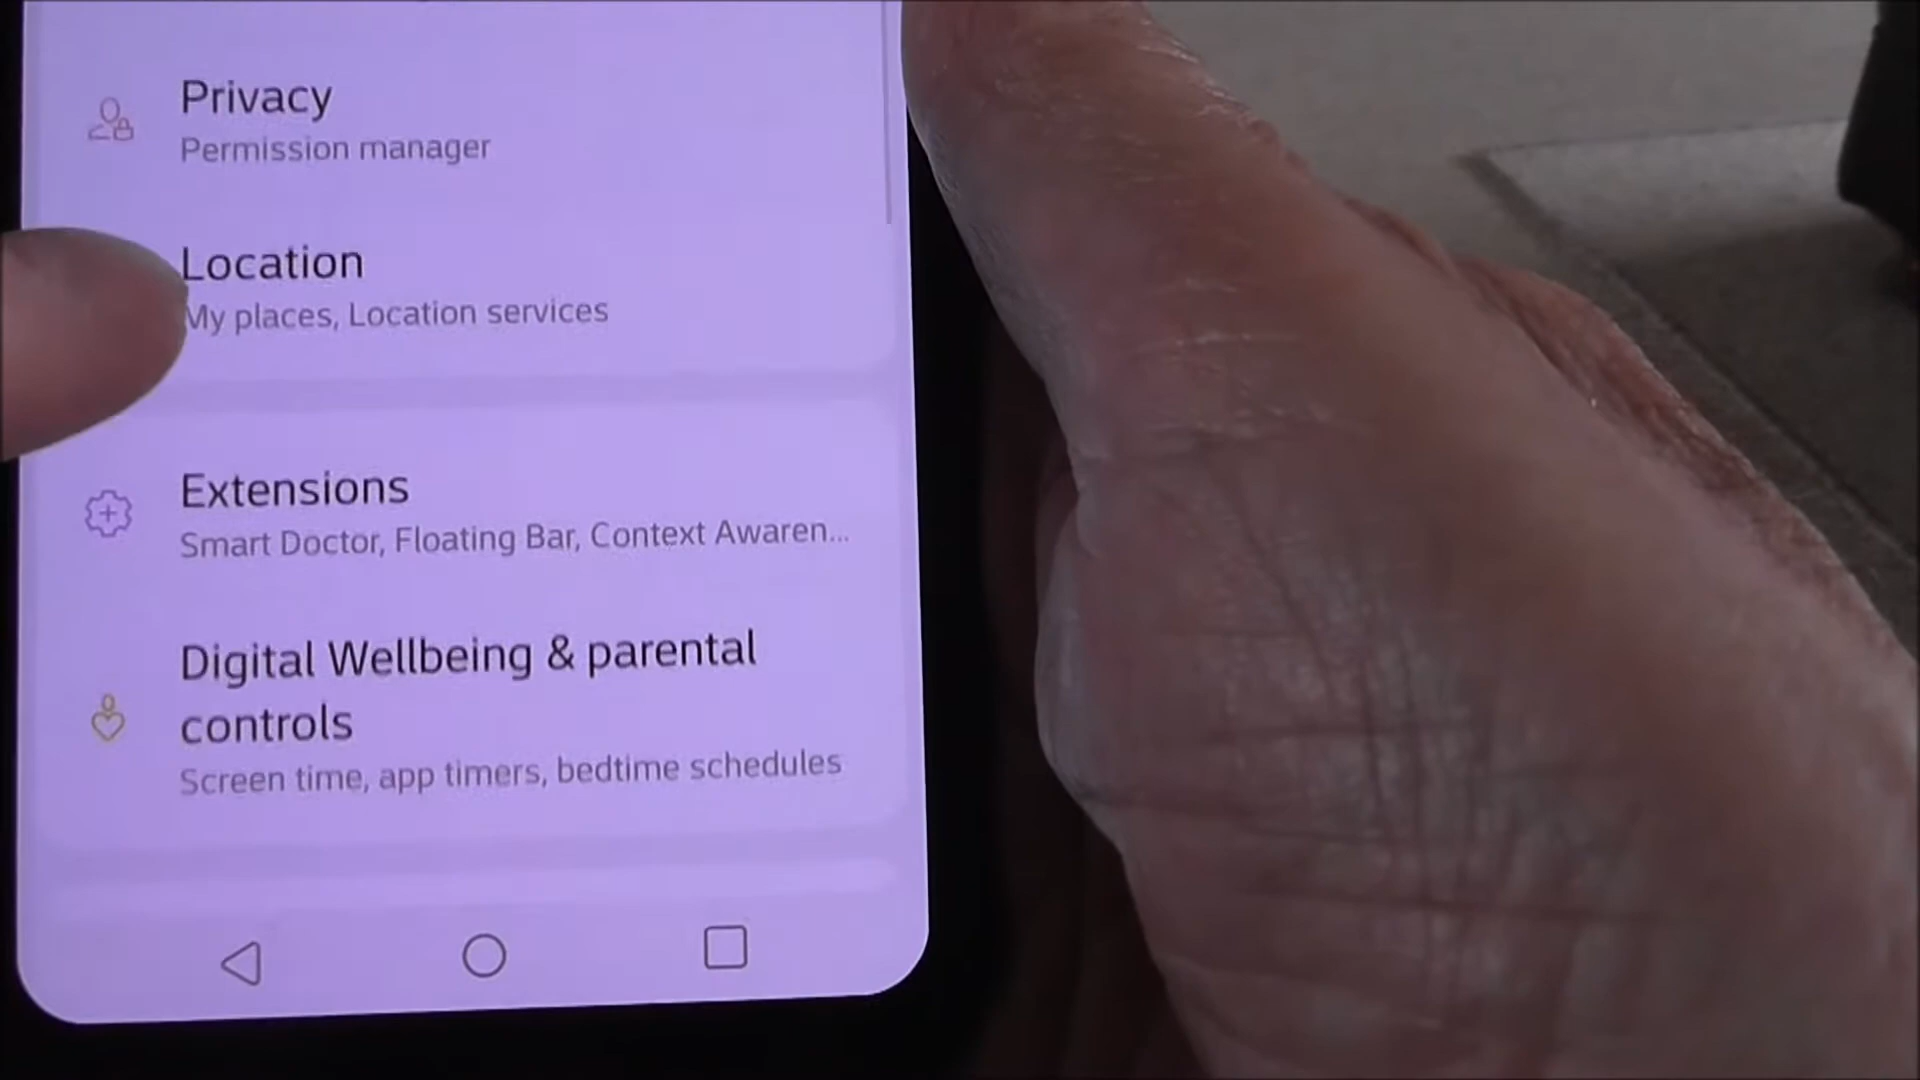 Privacy
Permission manager
Location
My places, Location services
Extensions
Smart Doctor, Floating Bar, Context Awaren...
Digital Wellbeing & parental
controls
Screen time, app timers, bedtime schedules